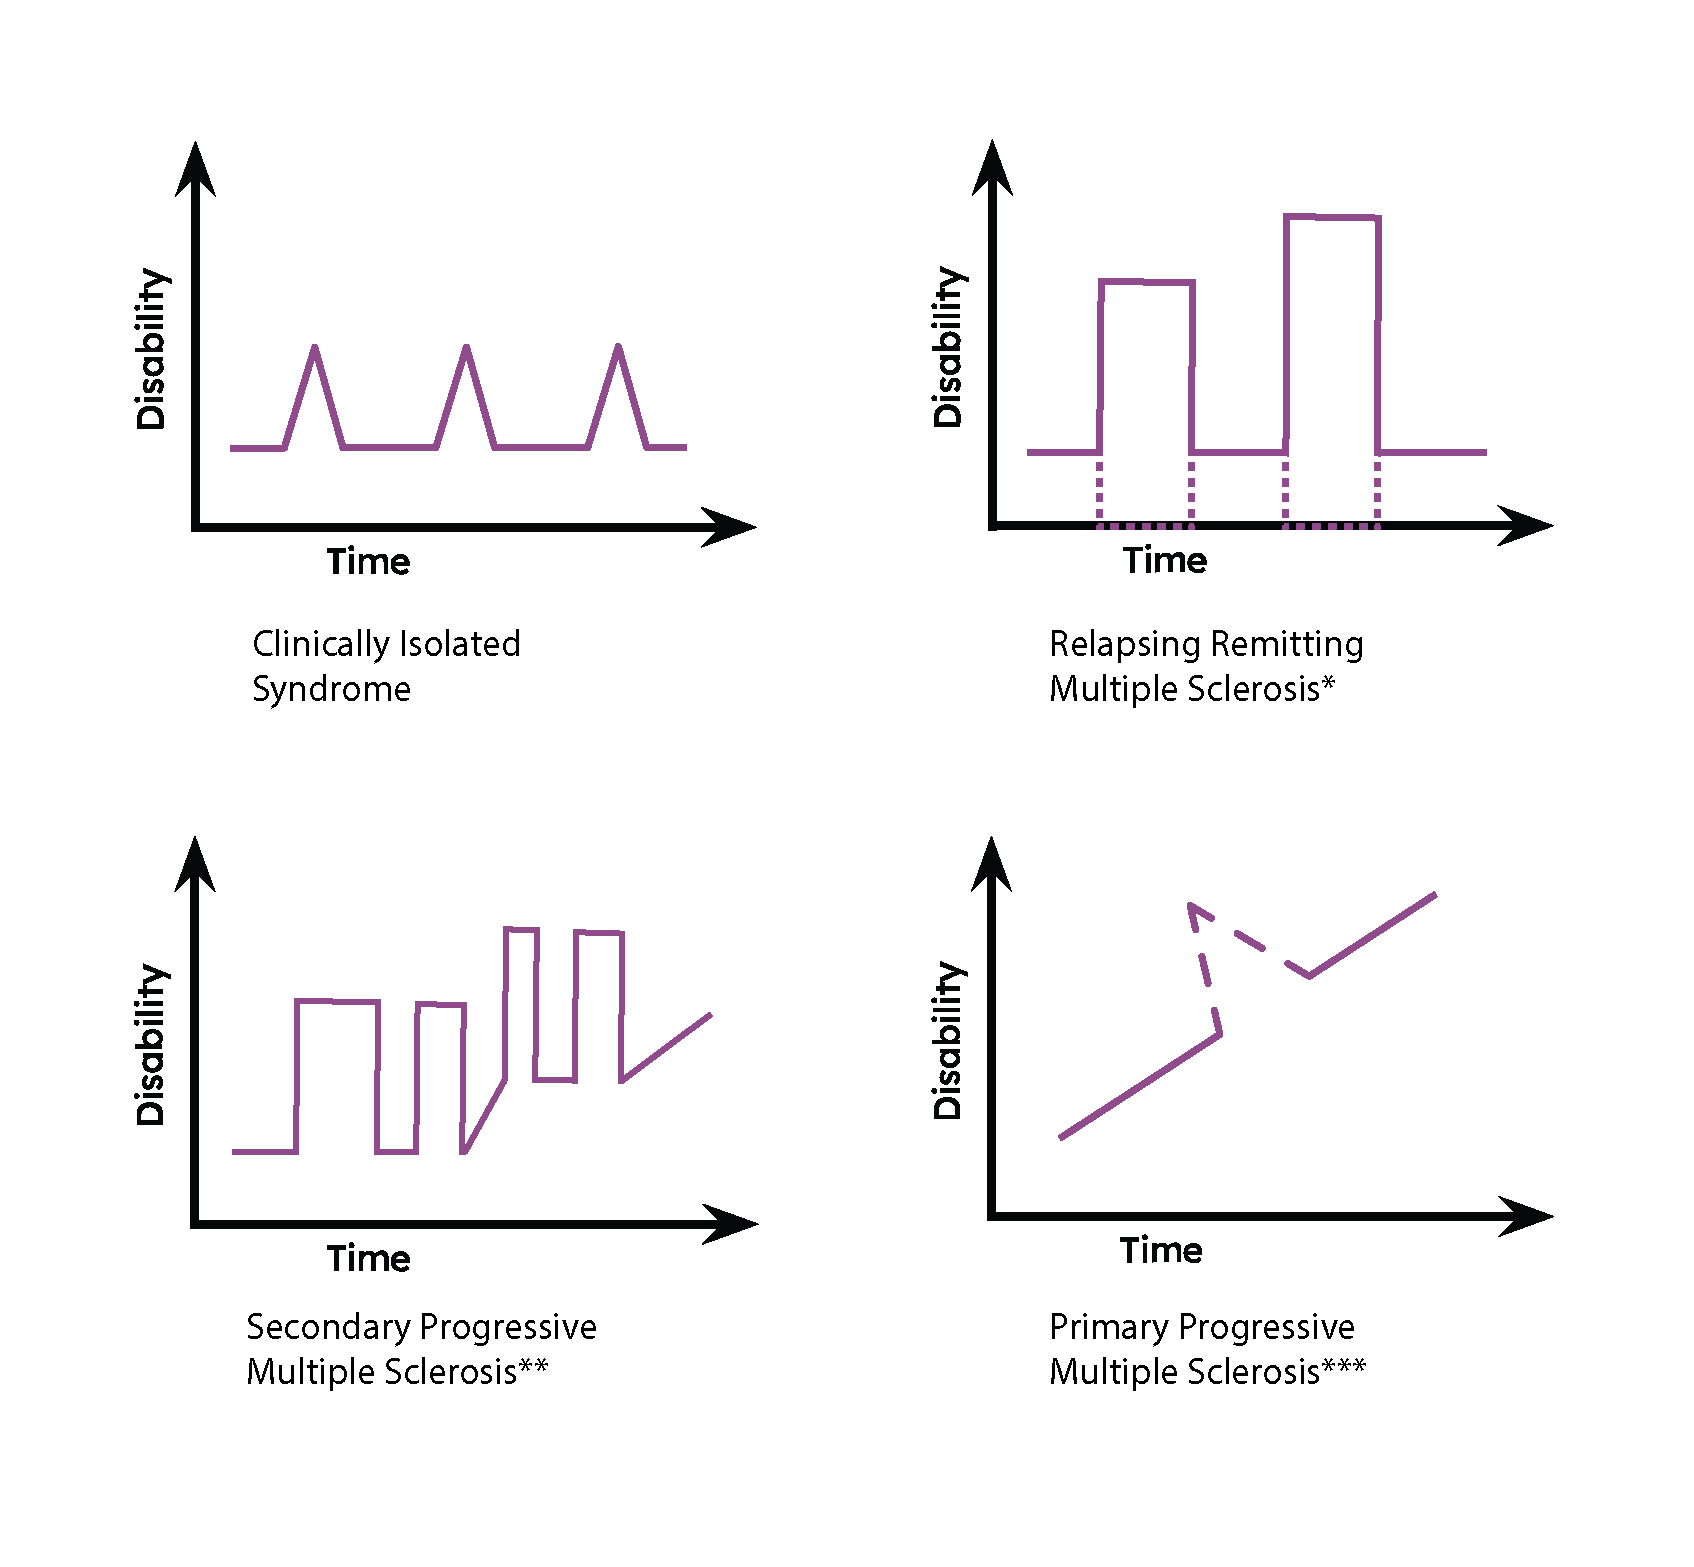 Disability
Time
Clinically Isolated
Syndrome
Disability
Time
Relapsing Remitting
Multiple Sclerosis*
Disability
Time
Secondary Progressive
Multiple Sclerosis**
Disability
Time
Primary Progressive
Multiple Sclerosis***